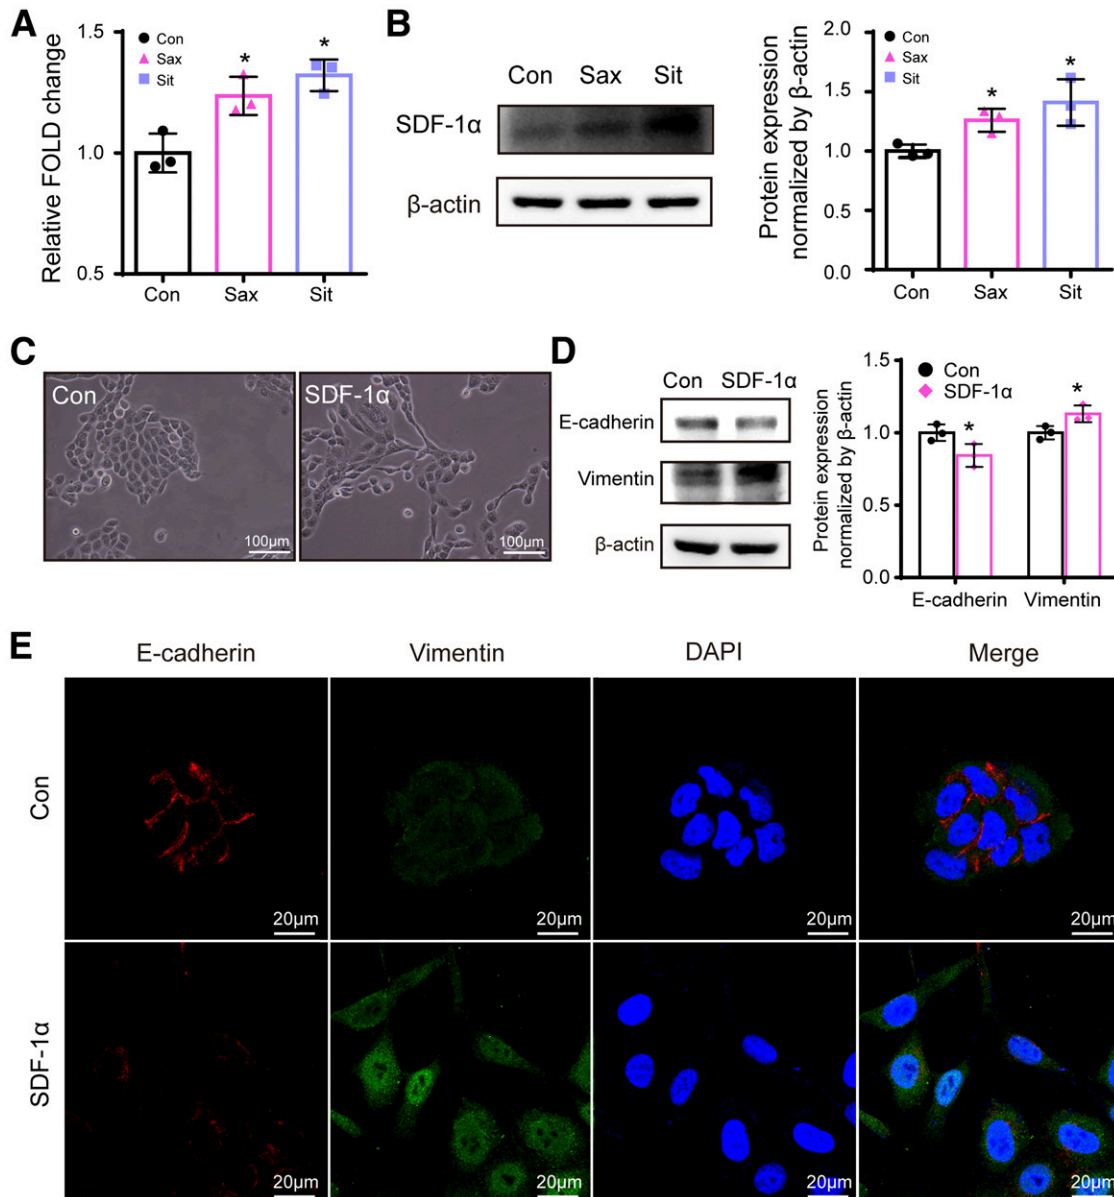 A
Relative FOLD change
1.5
1.0
0.5
Con
Sax
Sit
*
*
Con
Sax
Sit
B
Con Sax Sit
SDF-1α
β-actin
Protein expression
normalized by β-actin
2.0
1.5
1.0
0.5
0.0
Con
Sax
Sit
*
*
Con
Sax
Sit
C
Con
100μm
SDF-1α
100μm
D
Con SDF-1α
E-cadherin
Vimentin
β-actin
Protein expression
normalized by β-actin
1.5
1.0
0.5
0.0
Con
SDF-1α
*
*
E-cadherin
Vimentin
E
E-cadherin
Vimentin
DAPI
Merge
Con
20μm
20μm
20μm
20μm
SDF-1α
20μm
20μm
20μm
20μm